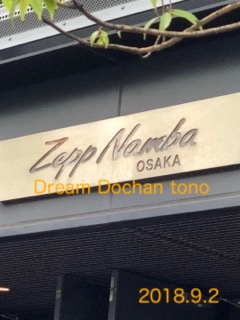 Zepp Namba
OSAKA
Dream Dochan tono
2018.9.2